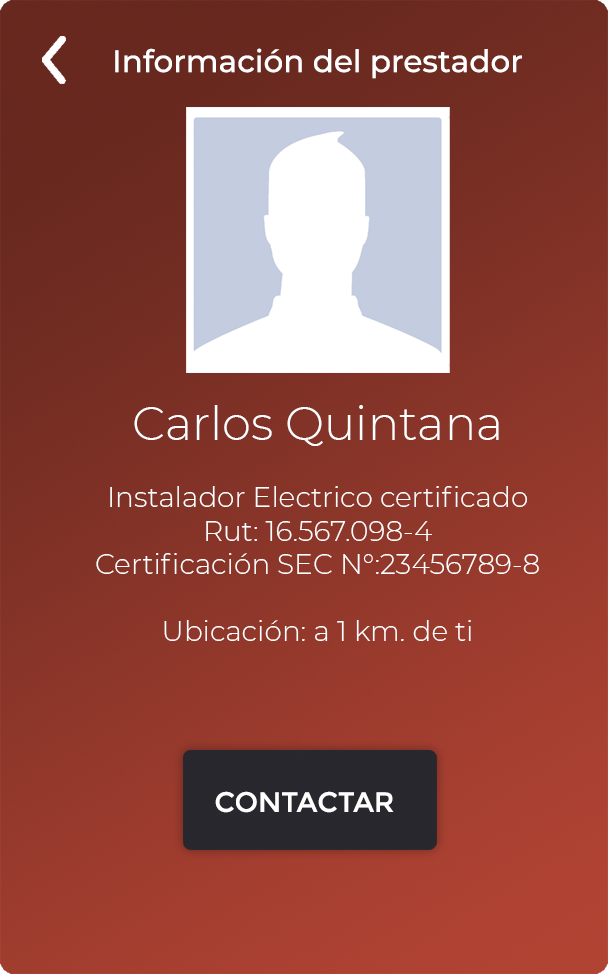 Información del prestador
Carlos Quintana
Instalador Electrico certificado
Rut: 16.567.098-4
Certificación SEC N°:23456789-8
Ubicación: a 1 km. de ti
CONTACTAR